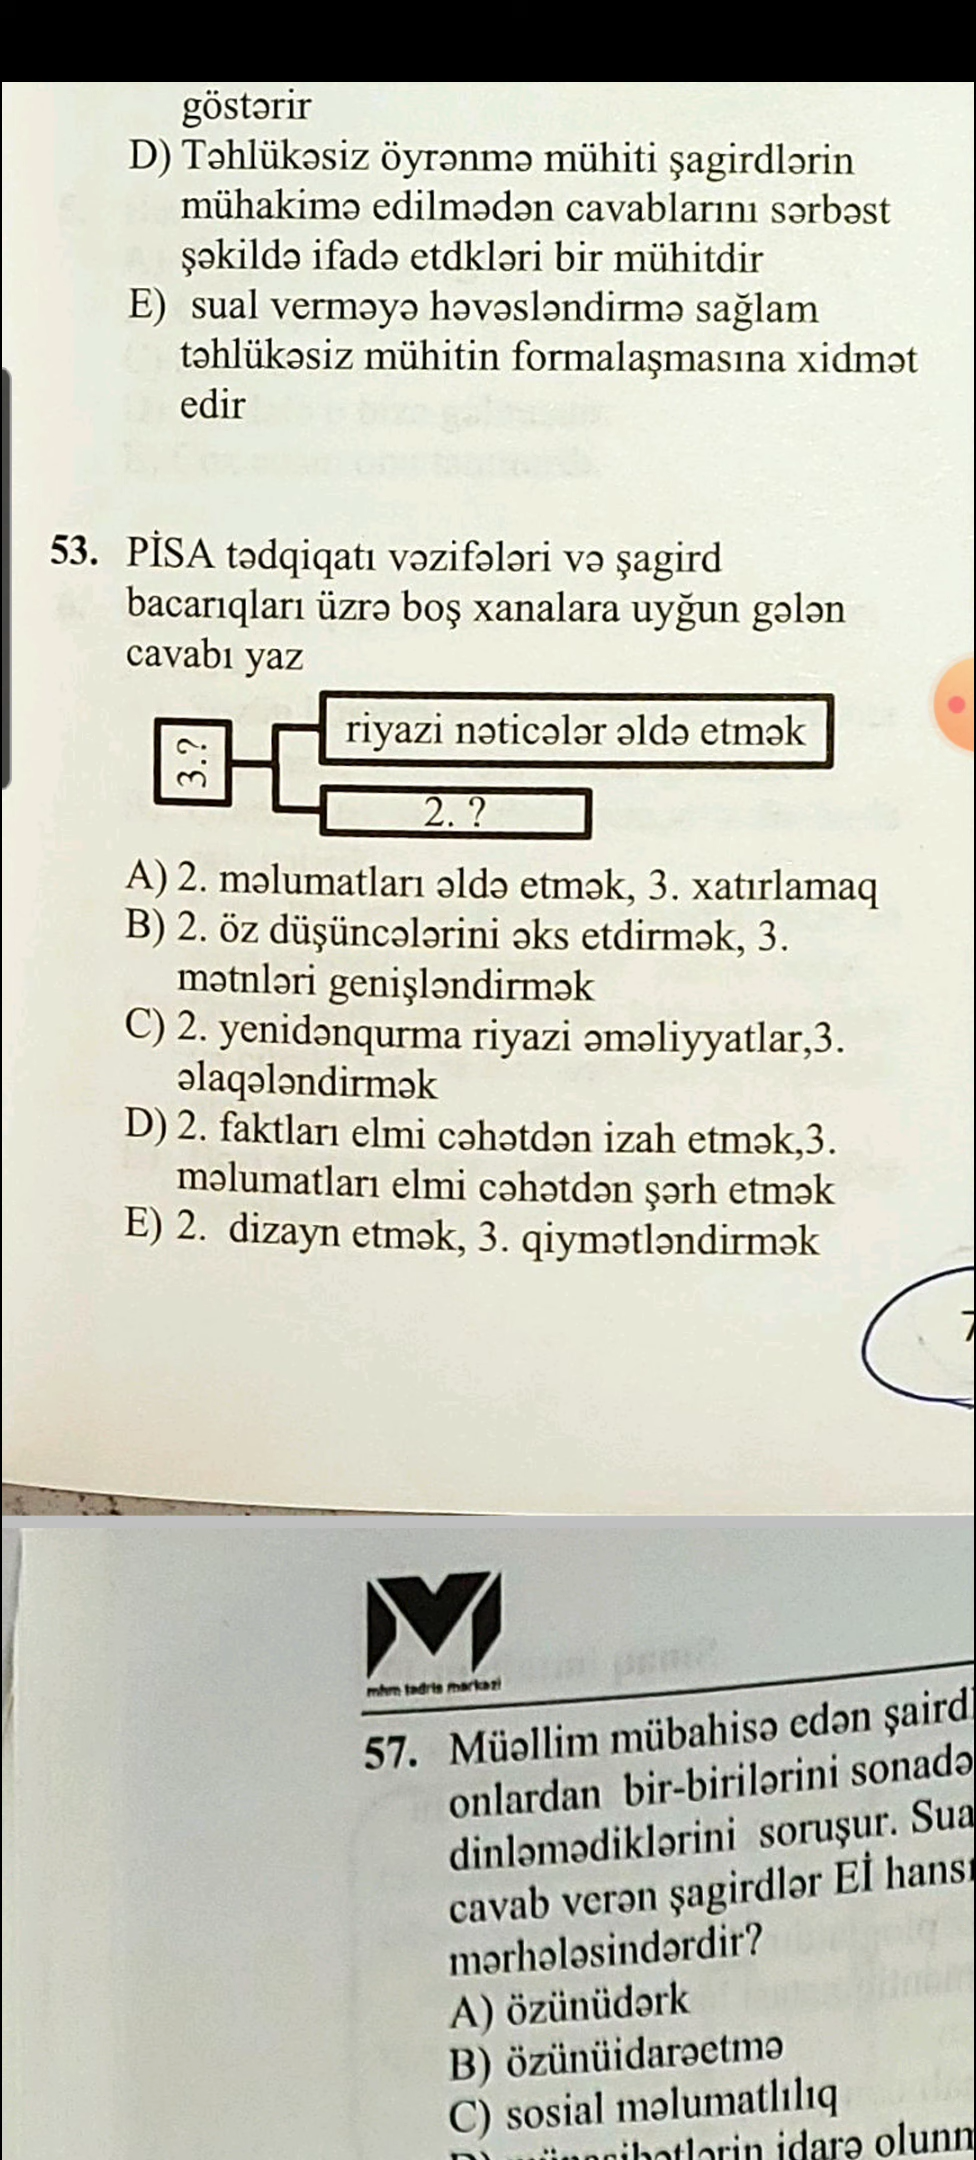 göstərir
D) Təhlükəsiz öyrənmə mühiti şagirdlərin
mühakimə edilmədən cavablarını sərbəst
şəkildə ifadə etdkləri bir mühitdir
E) sual verməyə həvəsləndirmə sağlam
təhlükəsiz mühitin formalaşmasına xidmət
edir
53. PİSA tədqiqatı vəzifələri və şagird
bacarıqları üzrə boş xanalara uyğun gələn
cavabı yaz
riyazi nəticələr əldə etmək
3.?
2. ?
A) 2. məlumatları əldə etmək, 3. xatırlamaq
B) 2. öz düşüncələrini əks etdirmək, 3.
mətnləri genişləndirmək
C) 2. yenidənqurma riyazi əməliyyatlar,3.
əlaqələndirmək
D) 2. faktları elmi cəhətdən izah etmək,3.
məlumatları elmi cəhətdən şərh etmək
E) 2. dizayn etmək, 3. qiymətləndirmək
7
mhm tədris mərkəzi
57. Müəllim mübahisə edən şaird
onlardan bir-birilərini sonada
dinləmədiklərini soruşur. Sua
cavab verən şagirdlər Eİ hansı
mərhələsindərdir?
A) özünüdərk
B) özünüidarəetmə
C) sosial məlumatlılıq
idarə olunm